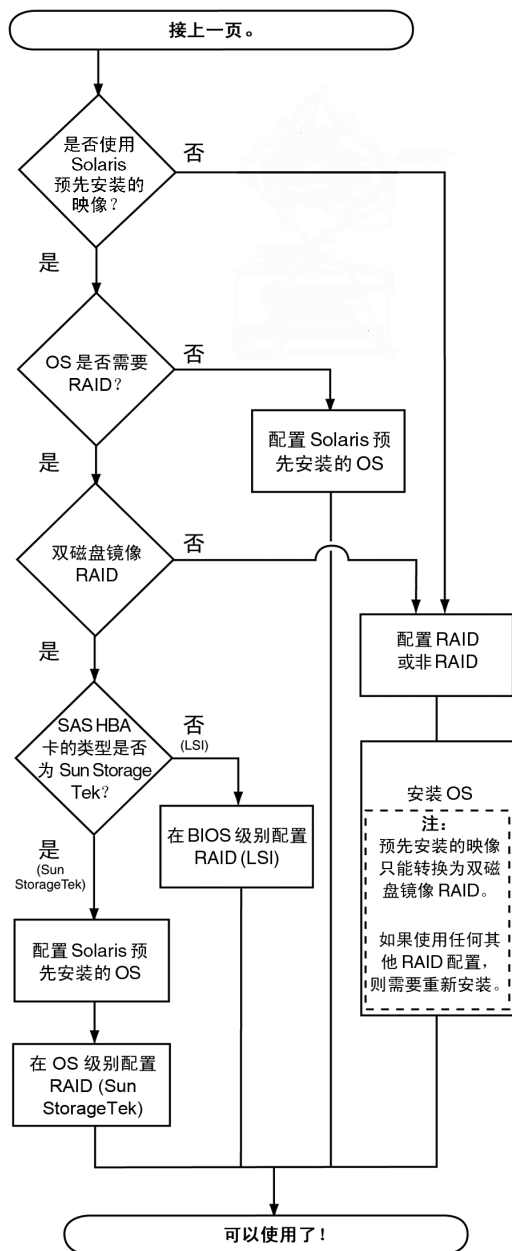 接上一页。
是否使用
Solaris
预先安装的
映像？
否
是
OS 是否需要
RAID？
否
配置 Solaris 预
先安装的 OS
是
双磁盘镜像
RAID
否
配置 RAID
或非 RAID
是
SAS HBA
卡的类型是否
为 Sun Storage
Tek？
否
(LSI)
在 BIOS 级别配置
RAID (LSI)
安装 OS
注：
预先安装的映像
只能转换为双磁
盘镜像 RAID。
如果使用任何其
他 RAID 配置，
则需要重新安装。
是
(Sun
StorageTek)
配置 Solaris 预
先安装的 OS
在 OS 级别配置
RAID (Sun
StorageTek)
可以使用了！